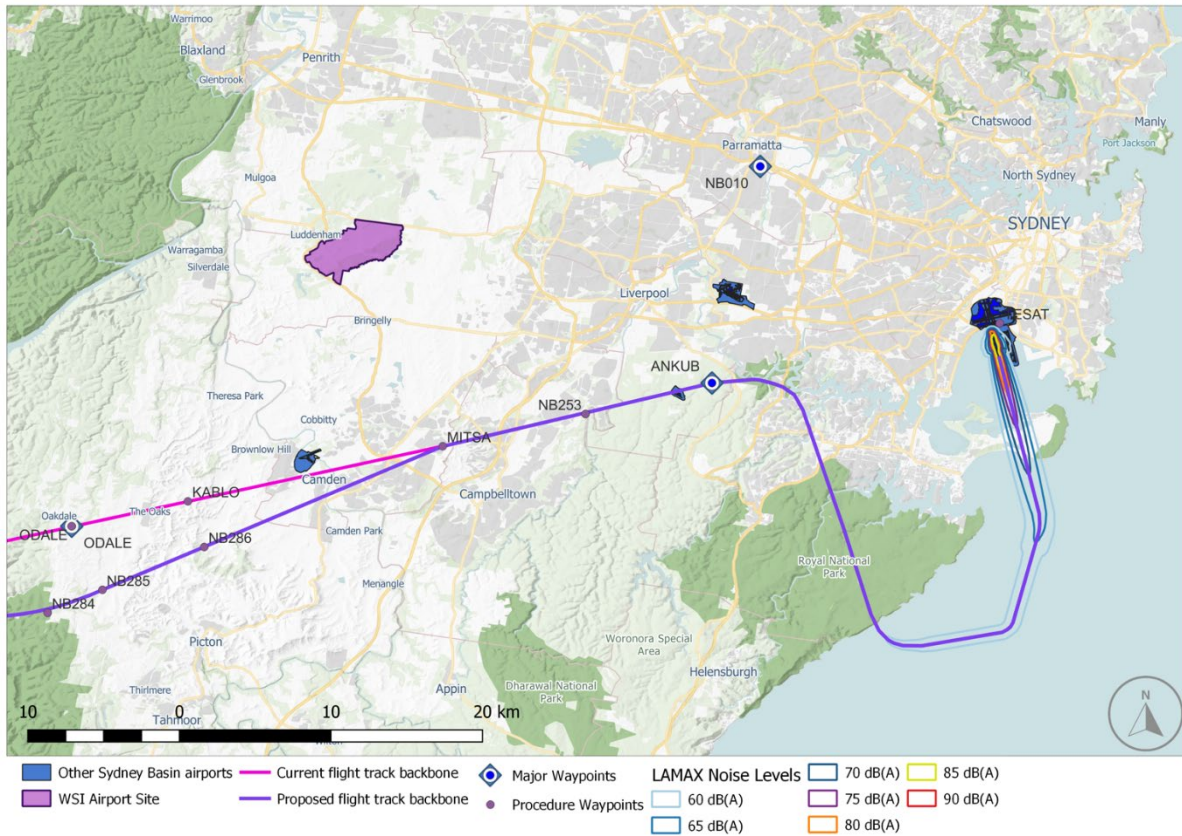 Warrimoo
Blaxland
Penrith
Glenbrook
Chatswood
Manly
Parramatta
Port Jackson
NB010
North Sydney
Mulgoa
SYDNEY
Luddenham
Warragamba
Silverdale
Liverpool
ESAT
Bringelly
ANKUB
Theresa Park
NB253
Cobbitty
MITSA
Brownlow Hill
Camden
Campbelltown
KABLO
Oakdale
The Oaks
ODALE
ODALE
Camden Park
NB286
Royal National
Park
NB285
Menangle
NB284
Woronora Special
Area
Picton
Helensburgh
Thirlmere
Appin
Dharawal National
Park
10 0 10 20 km
Tahmoor
N
Other Sydney Basin airports
WSI Airport Site
Current flight track backbone
Proposed flight track backbone
Major Waypoints
Procedure Waypoints
LAMAX Noise Levels
60 dB(A)
65 dB(A)
70 dB(A)
75 dB(A)
80 dB(A)
85 dB(A)
90 dB(A)